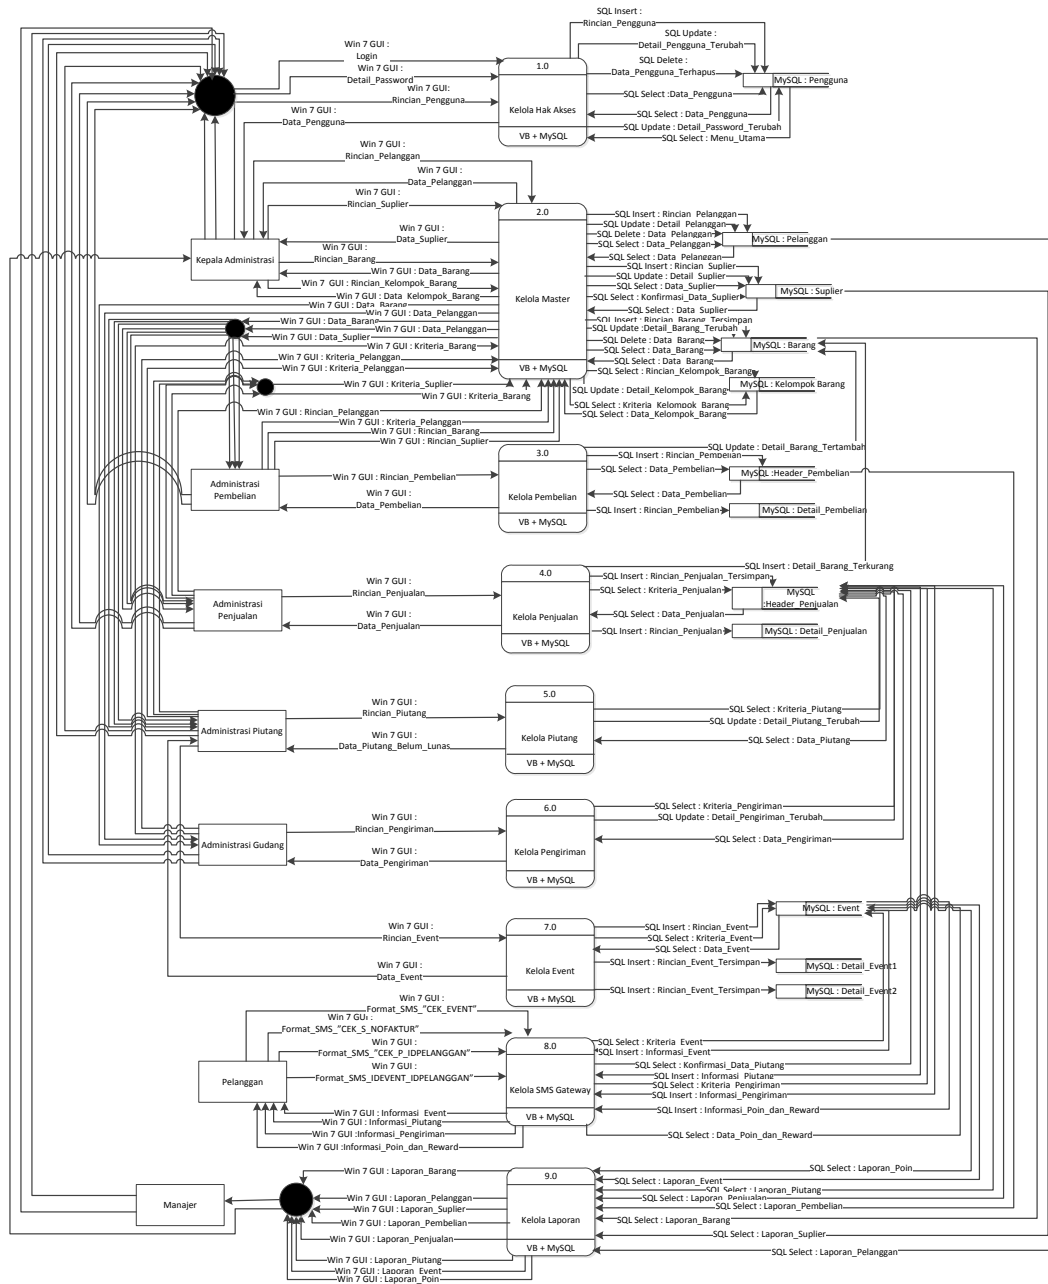 SQL Insert :
Rincian_Pengguna
SQL Update :
Detail_Pengguna_Terubah
SQL Delete :
Data_Pengguna_Terhapus
SQL Select :Data_Pengguna
SQL Select : Data_Pengguna
SQL Update : Detail_Password_Terubah
SQL Select : Menu_Utama
MySQL : Pengguna
Win 7 GUI :
Login
Win 7 GUI :
Detail_Password
Win 7 GUI :
Rincian_Pengguna
Win 7 GUI :
Data_Pengguna
1.0
Kelola Hak Akses
VB + MySQL
Win 7 GUI :
Rincian_Pelanggan
Win 7 GUI :
Data_Pelanggan
Win 7 GUI :
Rincian_Suplier
Win 7 GUI :
Data_Suplier
Win 7 GUI :
Rincian_Barang
Win 7 GUI : Data_Barang
Win 7 GUI : Rincian_Kelompok_Barang
Win 7 GUI : Data_Kelompok_Barang
Kepala Administrasi
Win 7 GUI : Data_Barang
Win 7 GUI : Data_Pelanggan
Win 7 GUI : Data_Barang
Win 7 GUI : Data_Pelanggan
Win 7 GUI : Data_Suplier
Win 7 GUI : Kriteria_Barang
Win 7 GUI : Kriteria_Pelanggan
Win 7 GUI : Kriteria_Pelanggan
Win 7 GUI : Kriteria_Suplier
Win 7 GUI : Kriteria_Barang
Win 7 GUI : Rincian_Pelanggan
Win 7 GUI : Kriteria_Pelanggan
Win 7 GUI : Rincian_Barang
Win 7 GUI : Rincian_Suplier
2.0
Kelola Master
VB + MySQL
SQL Insert : Rincian_Pelanggan
SQL Update : Detail_Pelanggan
SQL Delete : Data_Pelanggan
SQL Select : Data_Pelanggan
SQL Select : Data_Pelanggan
MySQL : Pelanggan
SQL Insert : Rincian_Suplier
SQL Update : Detail_Suplier
SQL Select : Data_Suplier
SQL Select : Konfirmasi_Data_Suplier
SQL Select : Data_Suplier
MySQL : Suplier
SQL Insert : Rincian_Barang_Tersimpan
SQL Update :Detail_Barang_Terubah
SQL Delete : Data_Barang
SQL Select : Data_Barang
SQL Select : Data_Barang
MySQL : Barang
SQL Select : Rincian_Kelompok_Barang
SQL Update : Detail_Kelompok_Barang
SQL Select : Kriteria_Kelompok_Barang
SQL Select : Data_Kelompok_Barang
MySQL : Kelompok Barang
Administrasi
Pembelian
Win 7 GUI : Rincian_Pembelian
Win 7 GUI :
Data_Pembelian
3.0
Kelola Pembelian
VB + MySQL
SQL Update : Detail_Barang_Tertambah
SQL Insert : Rincian_Pembelian
SQL Select : Data_Pembelian
SQL Select : Data_Pembelian
SQL Insert : Rincian_Pembelian
MySQL :Header_Pembelian
MySQL : Detail_Pembelian
Administrasi
Penjualan
Win 7 GUI :
Rincian_Penjualan
Win 7 GUI :
Data_Penjualan
4.0
Kelola Penjualan
VB + MySQL
SQL Insert : Detail_Barang_Terkurang
SQL Insert : Rincian_Penjualan_Tersimpan
SQL Select : Kriteria_Penjualan
SQL Select : Data_Penjualan
SQL Insert : Rincian_Penjualan
MySQL
:Header_Penjualan
MySQL : Detail_Penjualan
Administrasi Piutang
Win 7 GUI :
Rincian_Piutang
Win 7 GUI :
Data_Piutang_Belum_Lunas
5.0
Kelola Piutang
VB + MySQL
SQL Select : Kriteria_Piutang
SQL Update : Detail_Piutang_Terubah
SQL Select : Data_Piutang
Administrasi Gudang
Win 7 GUI :
Rincian_Pengiriman
Win 7 GUI :
Data_Pengiriman
6.0
Kelola Pengiriman
VB + MySQL
SQL Select : Kriteria_Pengiriman
SQL Update : Detail_Pengiriman_Terubah
SQL Select : Data_Pengiriman
Win 7 GUI :
Rincian_Event
Win 7 GUI :
Data_Event
7.0
Kelola Event
VB + MySQL
SQL Insert : Rincian_Event
SQL Select : Kriteria_Event
SQL Select : Data_Event
SQL Insert : Rincian_Event_Tersimpan
SQL Insert : Rincian_Event_Tersimpan
MySQL : Event
MySQL : Detail_Event1
MySQL : Detail_Event2
Pelanggan
Win 7 GUI :
Format_SMS_"CEK_EVENT"
Win 7 GUI :
Format_SMS_"CEK_S_NOFAKTUR"
Win 7 GUI :
Format_SMS_"CEK_P_IDPELANGGAN"
Win 7 GUI :
Format_SMS_IDEVENT_IDPELANGGAN"
Win 7 GUI : Informasi_Event
Win 7 GUI : Informasi_Piutang
Win 7 GUI :Informasi_Pengiriman
Win 7 GUI :Informasi_Poin_dan_Reward
8.0
Kelola SMS Gateway
VB + MySQL
SQL Select : Kriteria_Event
SQL Insert : Informasi_Event
SQL Select : Konfirmasi_Data_Piutang
SQL Insert : Informasi_Piutang
SQL Select : Kriteria_Pengiriman
SQL Insert : Informasi_Pengiriman
SQL Insert : Informasi_Poin_dan_Reward
SQL Select : Data_Poin_dan_Reward
Manajer
Win 7 GUI : Laporan_Barang
Win 7 GUI : Laporan_Pelanggan
Win 7 GUI : Laporan_Suplier
Win 7 GUI : Laporan_Pembelian
Win 7 GUI : Laporan_Penjualan
Win 7 GUI : Laporan_Piutang
Win 7 GUI : Laporan_Event
Win 7 GUI : Laporan_Poin
9.0
Kelola Laporan
VB + MySQL
SQL Select : Laporan_Poin
SQL Select : Laporan_Event
SQL Select : Laporan_Piutang
SQL Select : Laporan_Penjualan
SQL Select : Laporan_Pembelian
SQL Select : Laporan_Barang
SQL Select : Laporan_Suplier
SQL Select : Laporan_Pelanggan